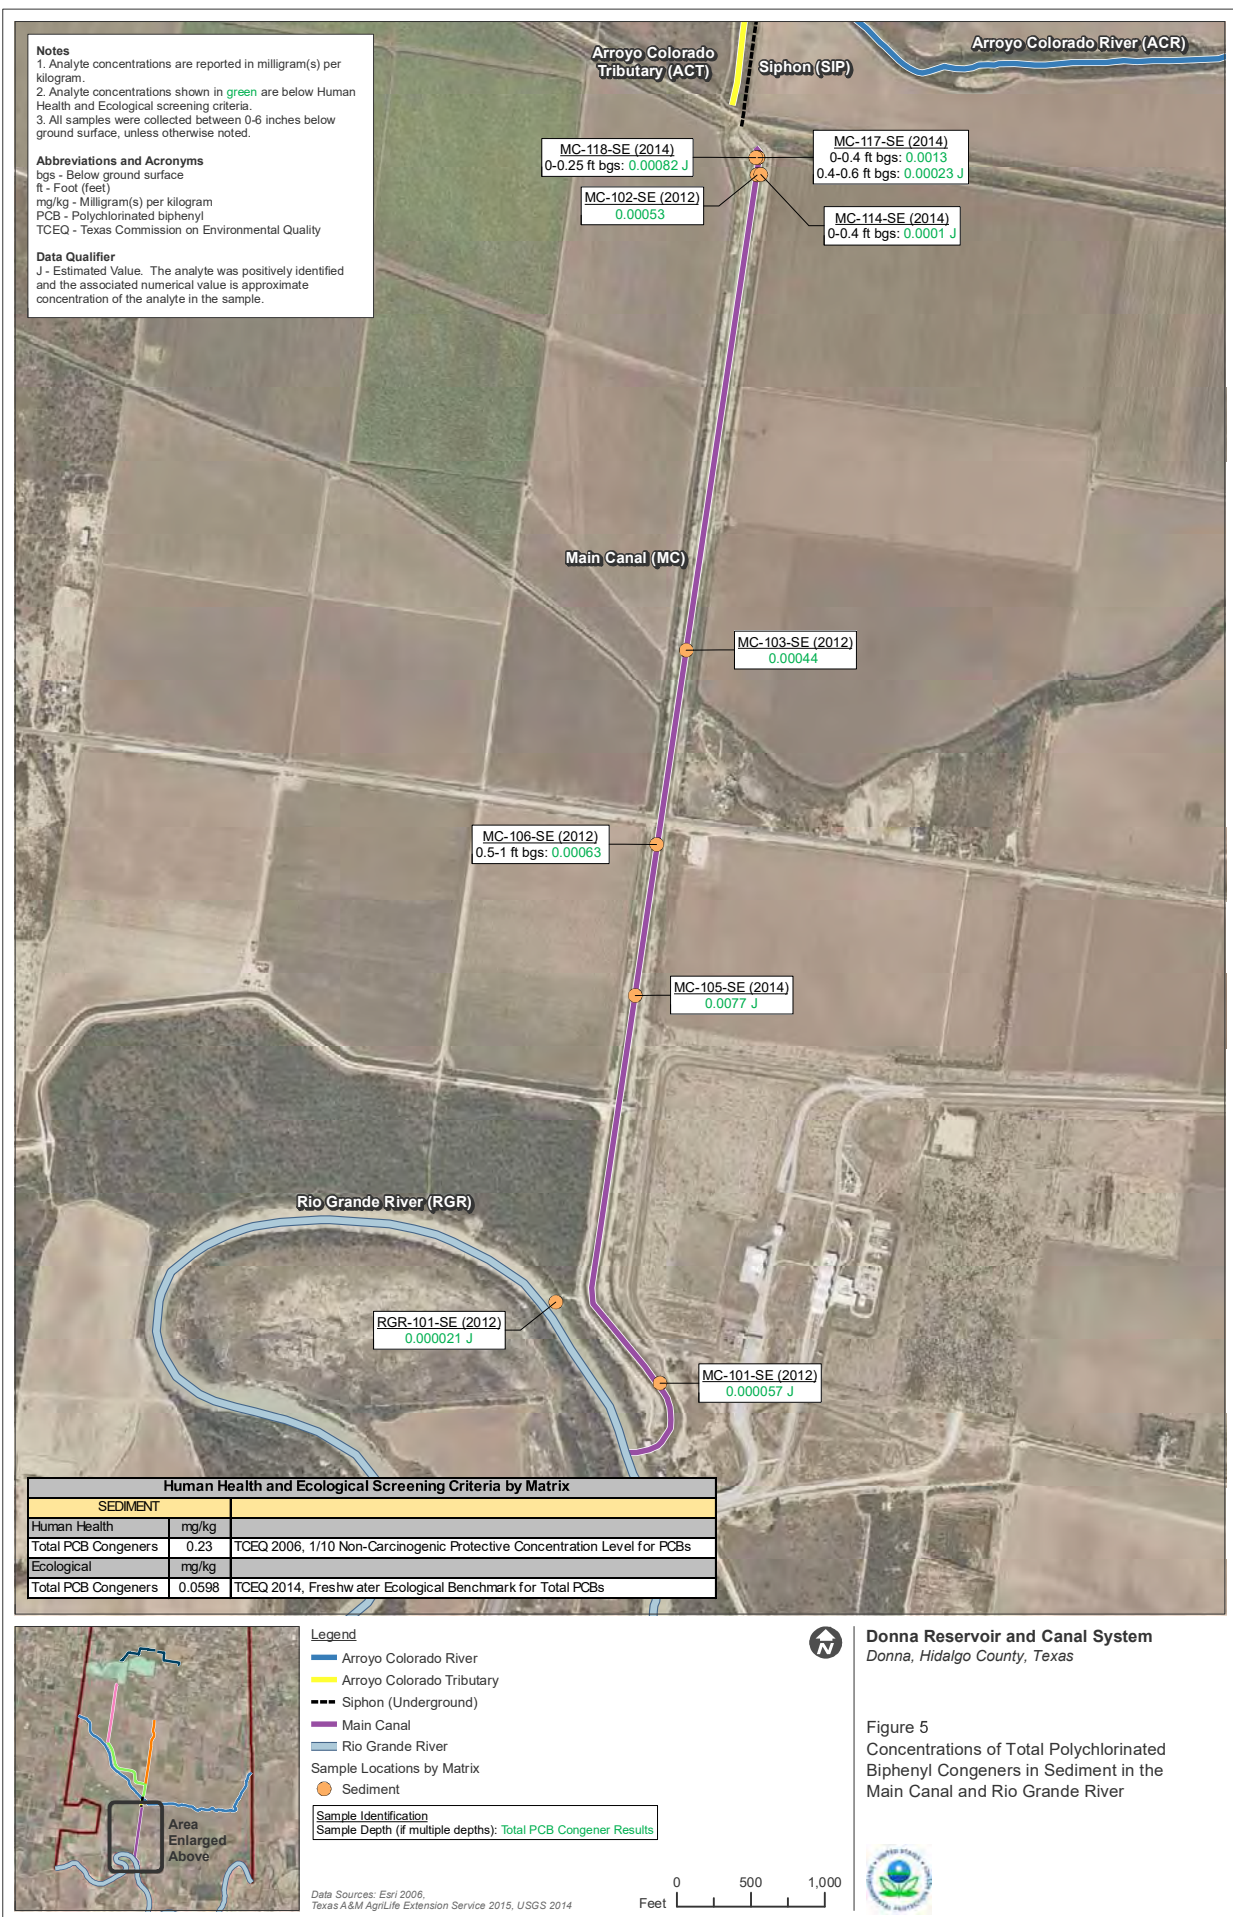 Notes
1. Analyte concentrations are reported in milligram(s) per
kilogram.
2. Analyte concentrations shown in green are below Human
Health and Ecological screening criteria.
3. All samples were collected between 0-6 inches below
ground surface, unless otherwise noted.
Abbreviations and Acronyms
bgs - Below ground surface
ft - Foot (feet)
mg/kg - Milligram(s) per kilogram
PCB - Polychlorinated biphenyl
TCEQ - Texas Commission on Environmental Quality
Data Qualifier
J - Estimated Value. The analyte was positively identified
and the associated numerical value is approximate
concentration of the analyte in the sample.
Arroyo Colorado
Tributary (ACT)
Siphon (SIP)
Arroyo Colorado River (ACR)
MC-118-SE (2014)
0-0.25 ft bgs: 0.00082 J
MC-117-SE (2014)
0-0.4 ft bgs: 0.0013
0.4-0.6 ft bgs: 0.00023 J
MC-102-SE (2012)
0.00053
MC-114-SE (2014)
0-0.4 ft bgs: 0.0001 J
Main Canal (MC)
MC-103-SE (2012)
0.00044
MC-106-SE (2012)
0.5-1 ft bgs: 0.00063
MC-105-SE (2014)
0.0077 J
Rio Grande River (RGR)
RGR-101-SE (2012)
0.000021 J
MC-101-SE (2012)
0.000057 J
Human Health and Ecological Screening Criteria by Matrix
SEDIMENT
Human Health mg/kg
Total PCB Congeners 0.23 TCEQ 2006, 1/10 Non-Carcinogenic Protective Concentration Level for PCBs
Ecological mg/kg
Total PCB Congeners 0.0598 TCEQ 2014, Freshwater Ecological Benchmark for Total PCBs
Area
Enlarged
Above
Legend
Arroyo Colorado River
Arroyo Colorado Tributary
Siphon (Underground)
Main Canal
Rio Grande River
Sample Locations by Matrix
Sediment
Sample Identification
Sample Depth (if multiple depths): Total PCB Congener Results
Data Sources: Esri 2006,
Texas A&M AgriLife Extension Service 2015, USGS 2014
N
0 500 1,000
Feet
Donna Reservoir and Canal System
Donna, Hidalgo County, Texas
Figure 5
Concentrations of Total Polychlorinated
Biphenyl Congeners in Sediment in the
Main Canal and Rio Grande River